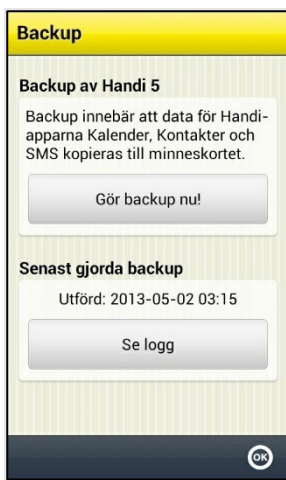 Backup
Backup av Handi 5
Backup innebär att data för Handi-
apparna Kalender, Kontakter och
SMS kopieras till minneskortet.
Gör backup nu!
Senast gjorda backup
Utförd: 2013-05-02 03:15
Se logg
OK